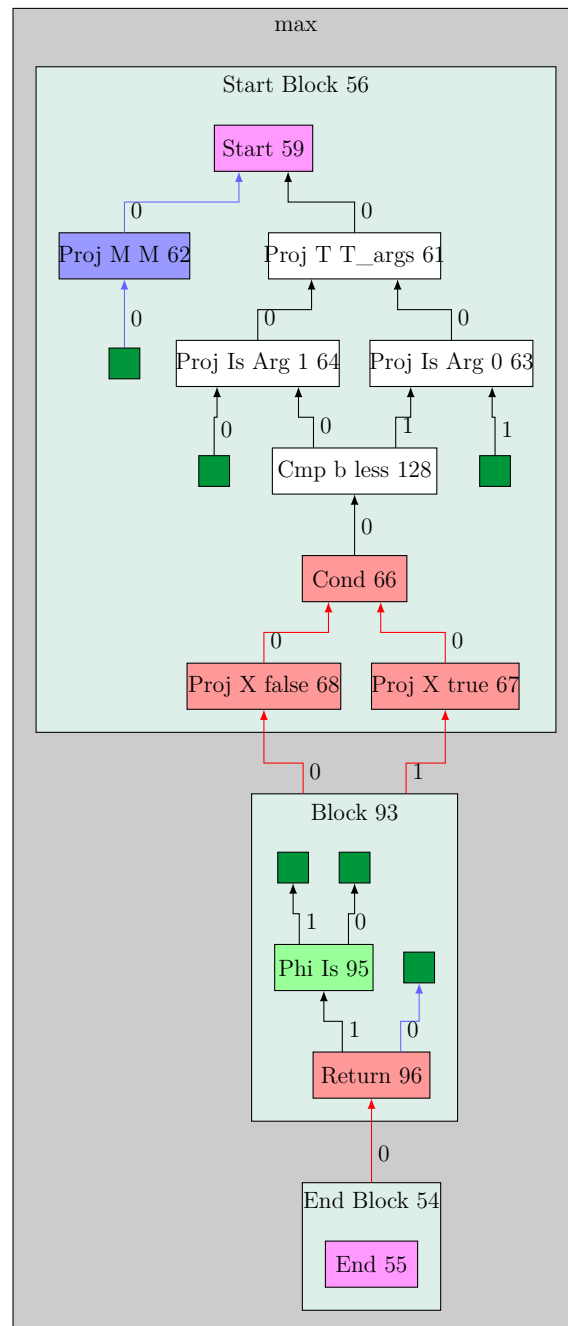 max
Start Block 56
Start 59
0
0
Proj M M 62
Proj T T_args 61
0
0
0
Proj Is Arg 1 64
Proj Is Arg 0 63
0
0
1
1
Cmp b less 128
0
Cond 66
0
0
Proj X false 68
Proj X true 67
0
1
Block 93
1
0
Phi Is 95
1
0
Return 96
0
End Block 54
End 55